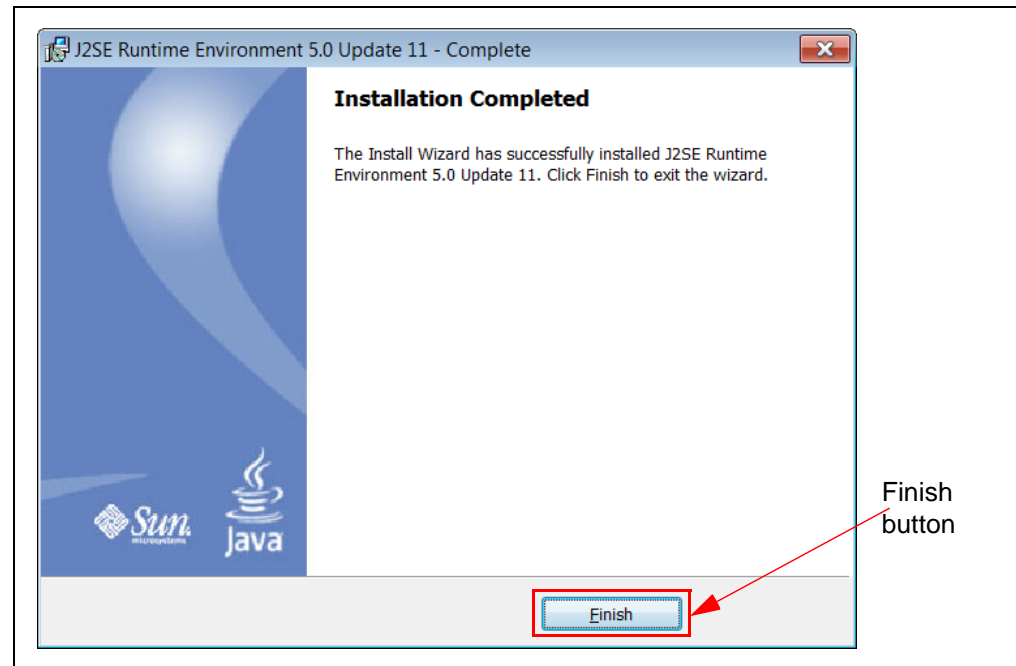 J2SE Runtime Environment 5.0 Update 11 - Complete
Installation Completed
The Install Wizard has successfully installed J2SE Runtime
Environment 5.0 Update 11. Click Finish to exit the wizard.
Sun
microsystems
Java
Finish
button
Finish